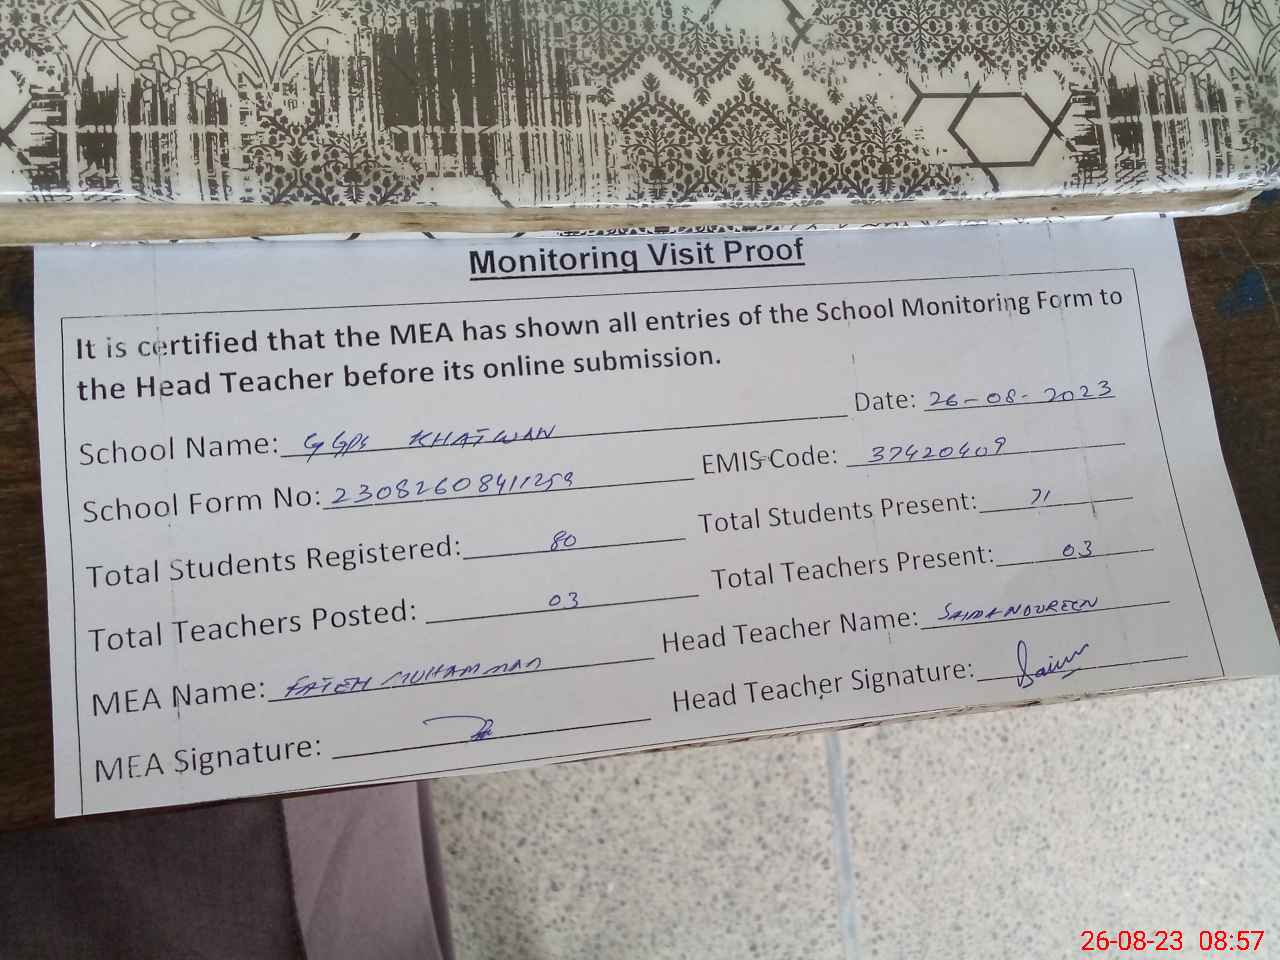 Monitoring Visit Proof
It is certified that the MEA has shown all entries of the School Monitoring Form to
the Head Teacher before its online submission.
School Name: GGPS KHATWAN Date: 26-08-2023
School Form No: 23082608411259 EMIS Code: 37420409
Total Students Registered: 80 Total Students Present: 71
Total Teachers Posted: 03 Total Teachers Present: 03
MEA Name: FATEH MUHAMMAD Head Teacher Name: SAIMA NOUREEN
MEA Signature: Head Teacher Signature: Saima
26-08-23 08:57